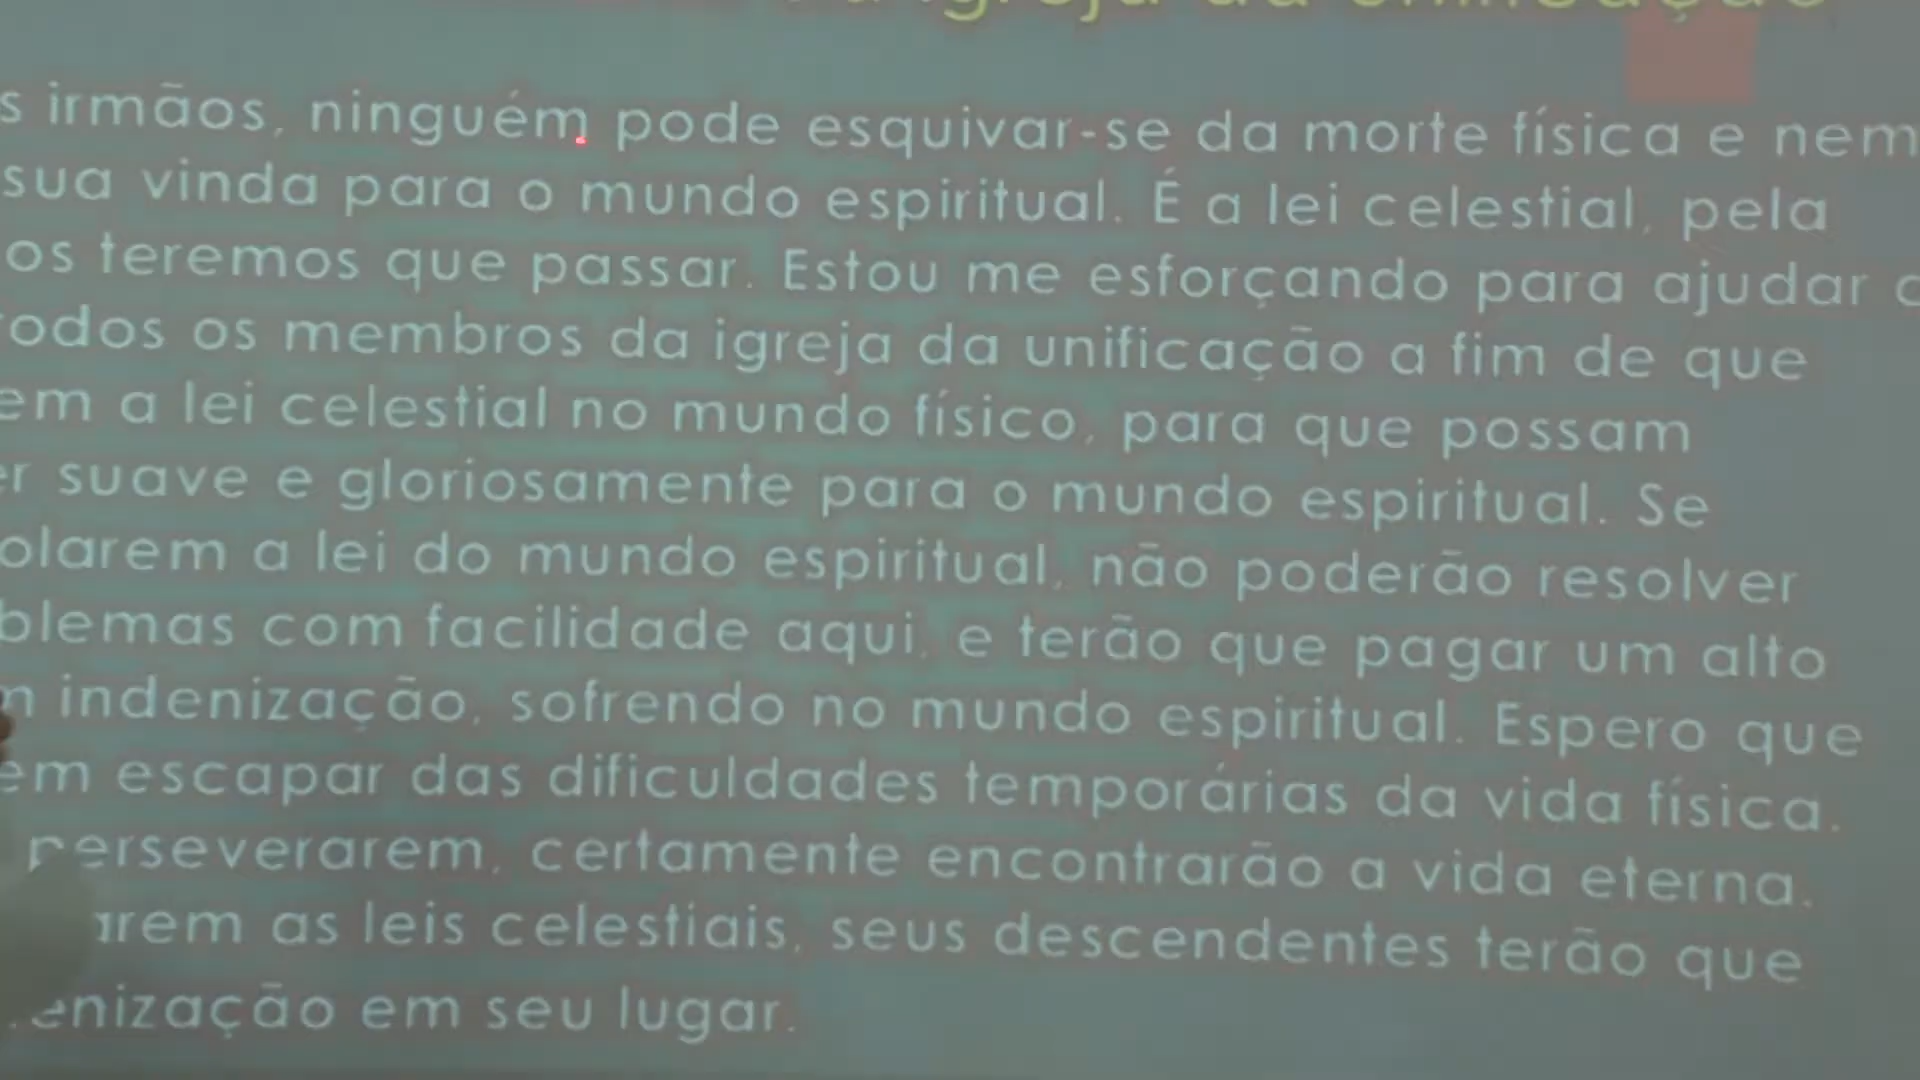 igreja da unificação
irmãos, ninguém pode esquivar-se da morte física e nem
sua vinda para o mundo espiritual. É a lei celestial, pela
os teremos que passar. Estou me esforçando para ajudar a
odos os membros da igreja da unificação a fim de que
em a lei celestial no mundo físico, para que possam
er suave e gloriosamente para o mundo espiritual. Se
olarem a lei do mundo espiritual, não poderão resolver
blemas com facilidade aqui, e terão que pagar um alto
indenização, sofrendo no mundo espiritual. Espero que
em escapar das dificuldades temporárias da vida física.
perseverarem, certamente encontrarão a vida eterna.
arem as leis celestiais, seus descendentes terão que
enização em seu lugar.